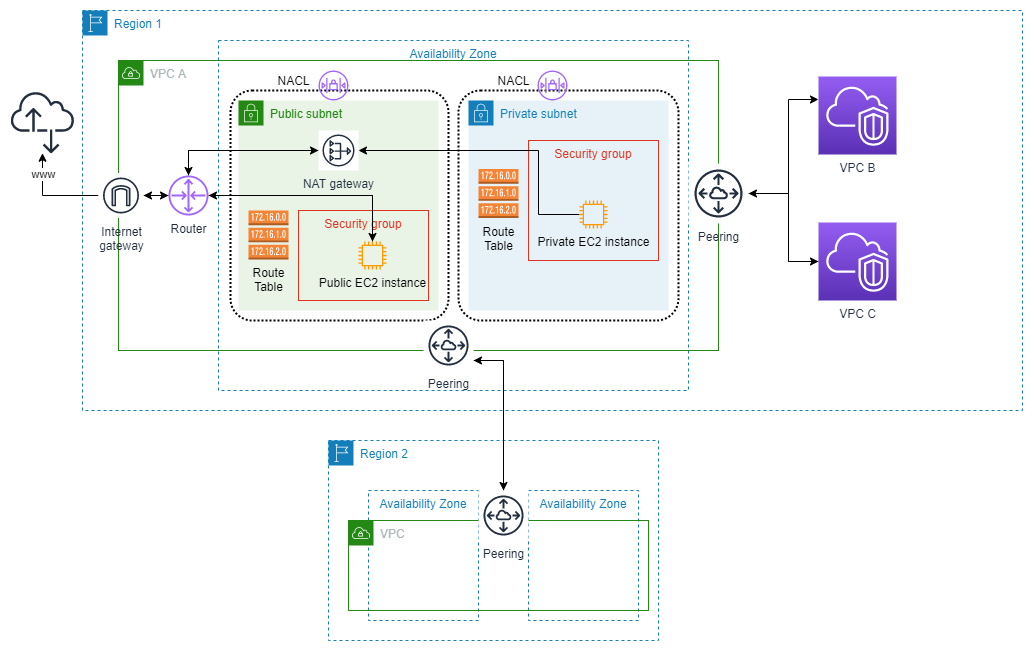 Region 1
Availability Zone
VPC A
NACL
NACL
Public subnet
Private subnet
Security group
NAT gateway
172.16.0.0
172.16.1.0
172.16.2.0
Route
Table
Private EC2 instance
www
Internet
gateway
Router
172.16.0.0
172.16.1.0
172.16.2.0
Route
Table
Security group
Public EC2 instance
Peering
VPC B
VPC C
Peering
Region 2
Availability Zone
Availability Zone
VPC
Peering